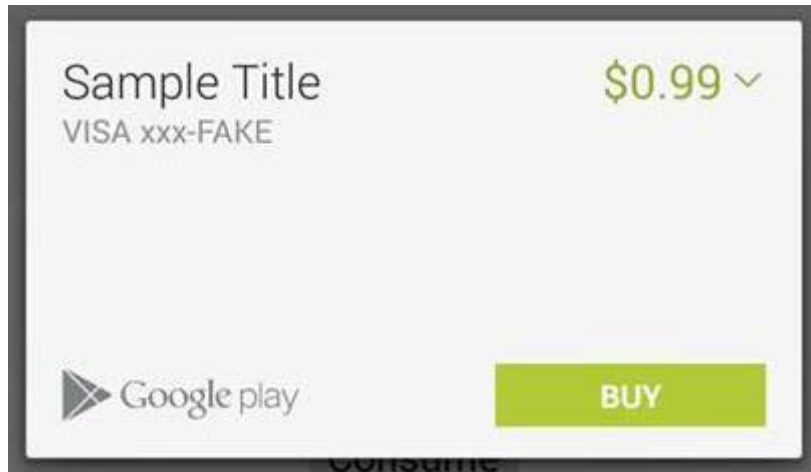 Sample Title
$0.99
VISA xxx-FAKE
Google play
BUY
Consume